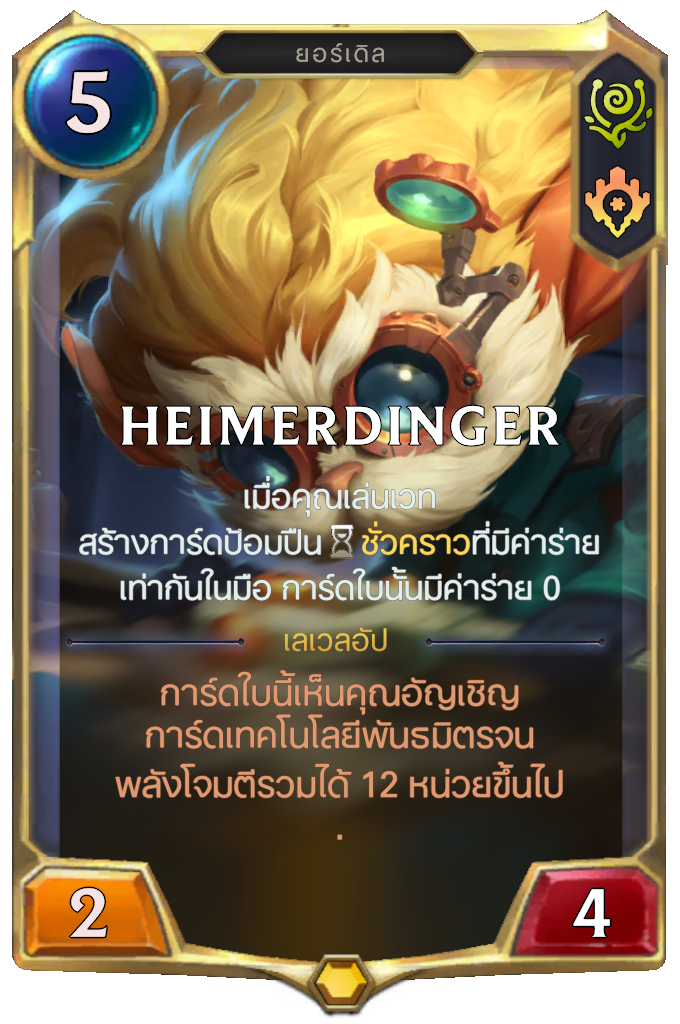 ยอร์เดิล
5
HEIMERDINGER
เมื่อคุณเล่นเวท
สร้างการ์ดป้อมปืน ชั่วคราวที่มีค่าร่าย
เท่ากันในมือ การ์ดใบนั้นมีค่าร่าย 0
เลเวลอัป
การ์ดใบนี้เห็นคุณอัญเชิญ
การ์ดเทคโนโลยีพันธมิตรจน
พลังโจมตีรวมได้ 12 หน่วยขึ้นไป
.
2
4